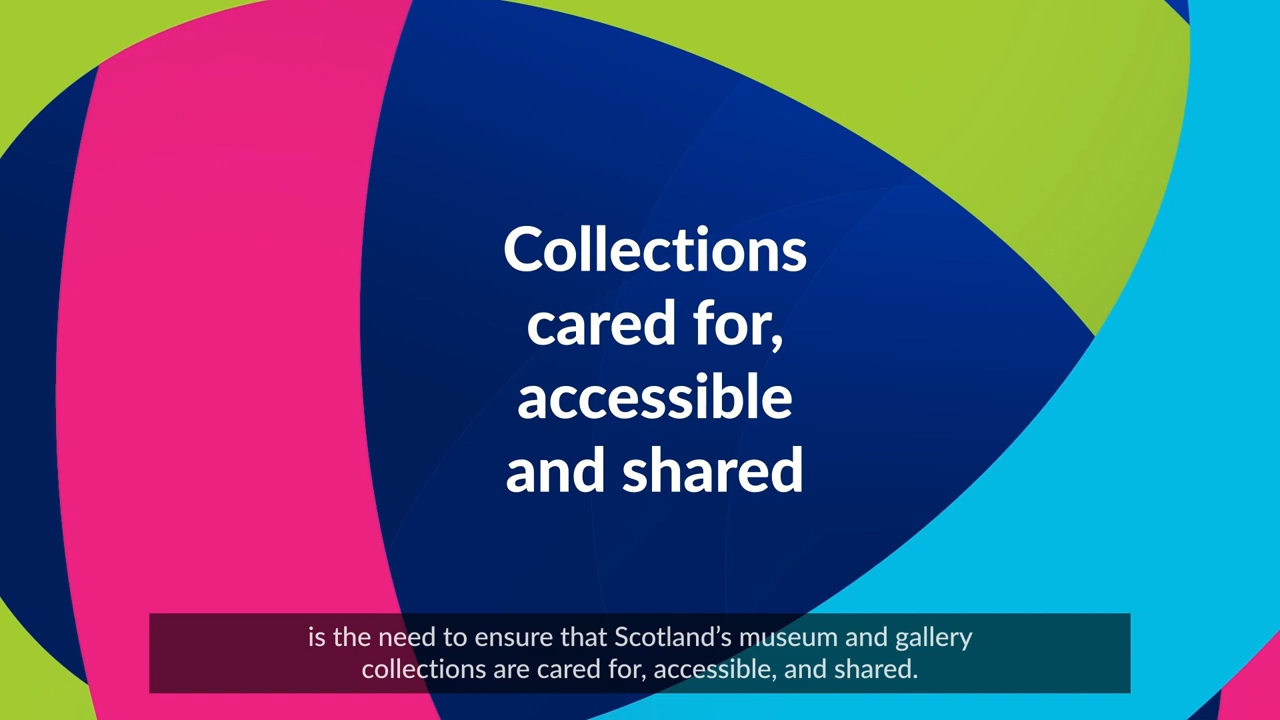 Collections
cared for,
accessible
and shared
is the need to ensure that Scotland’s museum and gallery
collections are cared for, accessible, and shared.